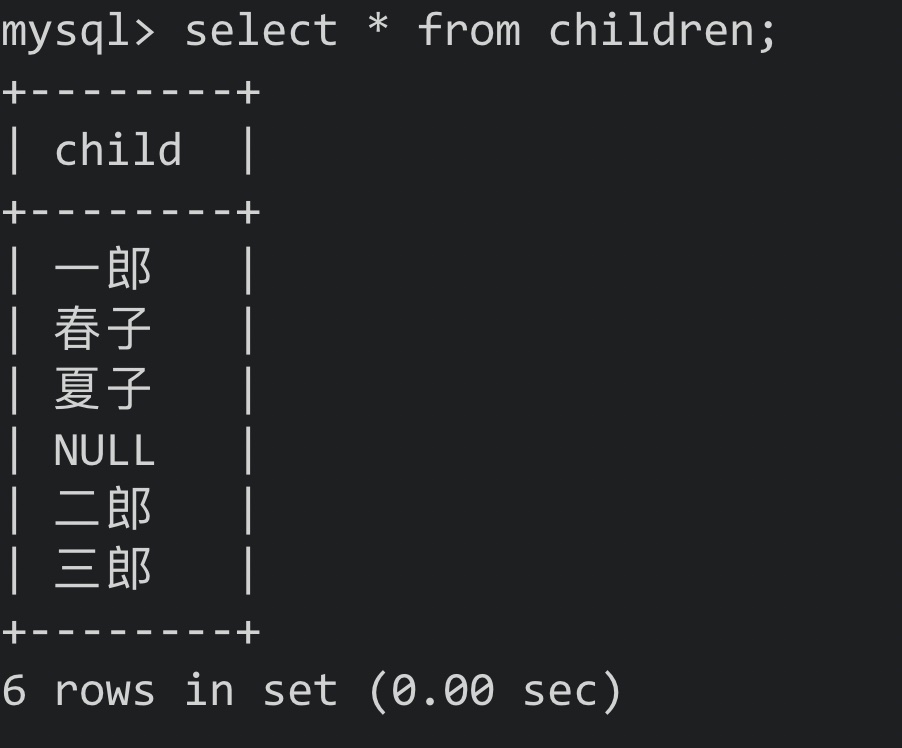 mysql> select * from children;
+--------+
| child  |
+--------+
| 一郎   |
| 春子   |
| 夏子   |
| NULL   |
| 二郎   |
| 三郎   |
+--------+
6 rows in set (0.00 sec)